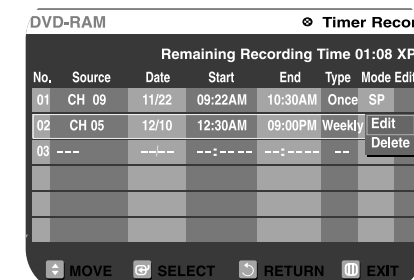 DVD-RAM Timer Recor
Remaining Recording Time 01:08 XP
No. Source Date Start End Type Mode Edit
01 CH 09 11/22 09:22AM 10:30AM Once SP
02 CH 05 12/10 12:30AM 09:00PM Weekly Edit
Delete
03 --- --/-- --:---- --:---- --
MOVE SELECT RETURN EXIT